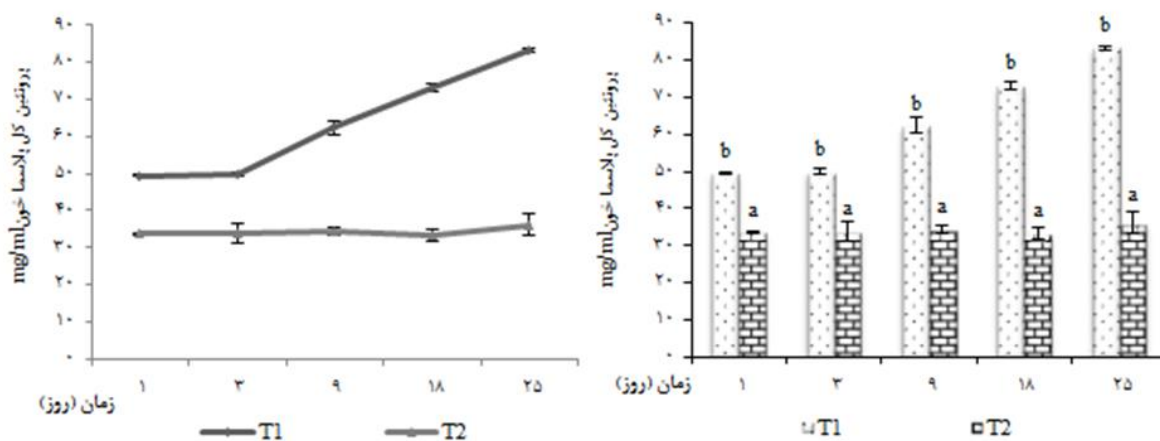 پروتئین کل پلاسما خون mg/ml
۹۰
۸۰
۷۰
۶۰
۵۰
۴۰
۳۰
۲۰
۱۰
۰
۱ ۳ ۹ ۱۸ ۲۵
زمان (روز)
T1 T2
پروتئین کل پلاسما خون mg/ml
۹۰
۸۰
۷۰
۶۰
۵۰
۴۰
۳۰
۲۰
۱۰
۰
b b b b b
a a a a a
۱ ۳ ۹ ۱۸ ۲۵
زمان (روز)
T1 T2